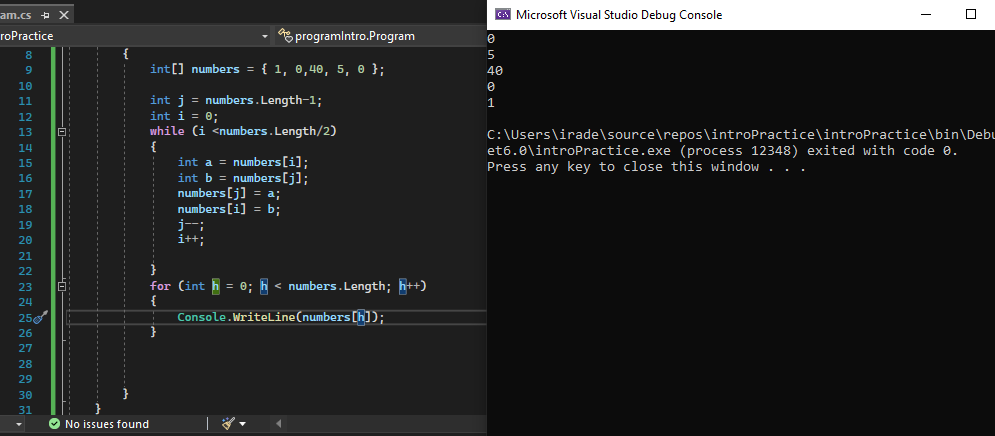 am.cs
roPractice
programIntro.Program
8 {
9 int[] numbers = { 1, 0,40, 5, 0 };
10
11 int j = numbers.Length-1;
12 int i = 0;
13 while (i <numbers.Length/2)
14 {
15 int a = numbers[i];
16 int b = numbers[j];
17 numbers[j] = a;
18 numbers[i] = b;
19 j--;
20 i++;
21
22 }
23 for (int h = 0; h < numbers.Length; h++)
24 {
25 Console.WriteLine(numbers[h]);
26 }
27
28
29
30 }
31 }
No issues found
Microsoft Visual Studio Debug Console
0
5
40
0
1
C:\Users\irade\source\repos\introPractice\introPractice\bin\Debu
et6.0\introPractice.exe (process 12348) exited with code 0.
Press any key to close this window . . .